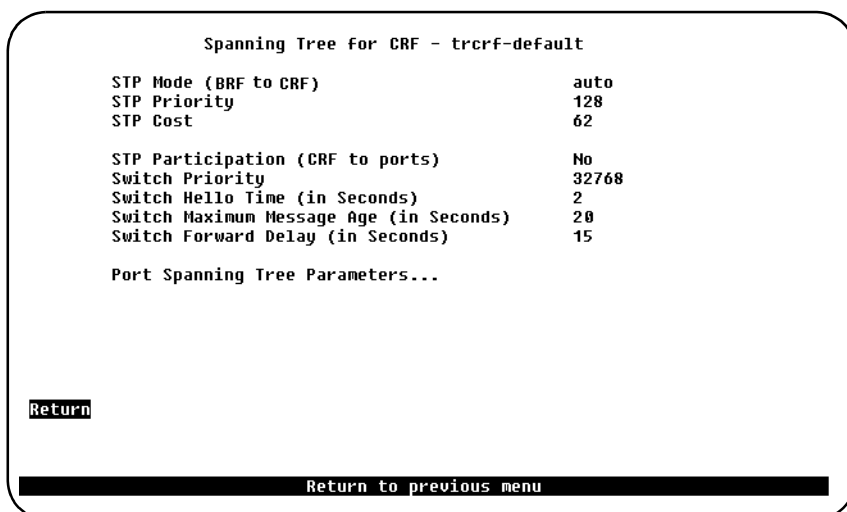 Spanning Tree for CRF - trcrf-default
STP Mode (BRF to CRF) auto
STP Priority 128
STP Cost 62
STP Participation (CRF to ports) No
Switch Priority 32768
Switch Hello Time (in Seconds) 2
Switch Maximum Message Age (in Seconds) 20
Switch Forward Delay (in Seconds) 15
Port Spanning Tree Parameters...
Return
Return to previous menu